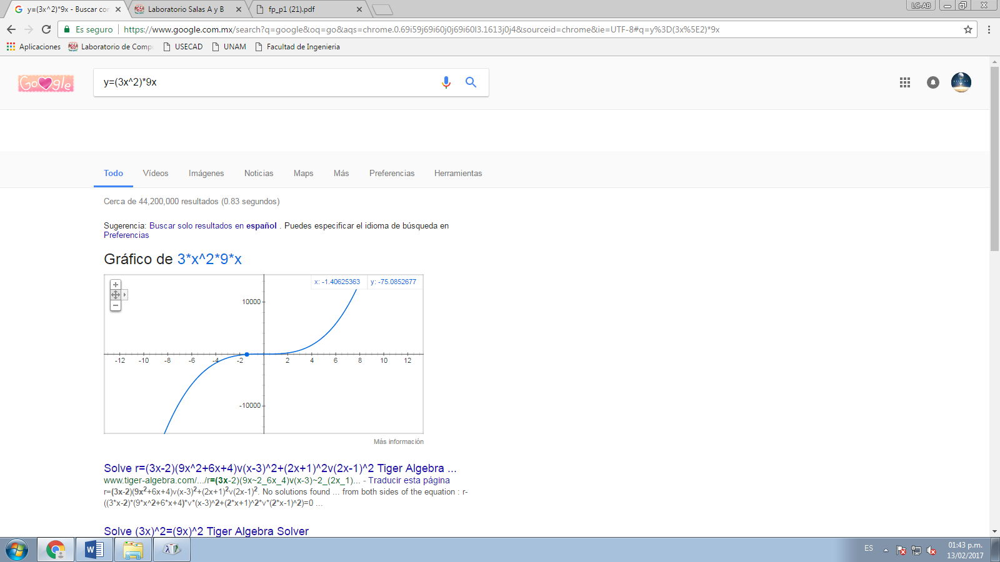 y=(3x^2)*9x - Buscar con
Laboratorio Salas A y B
fp_p1 (21).pdf
LC-AB
Es seguro
https://www.google.com.mx/search?q=google&oq=go&aqs=chrome.0.69i59j69i60j0j69i60l3.1613j0j4&sourceid=chrome&ie=UTF-8#q=y%3D(3x%5E2)*9x
Aplicaciones
Laboratorio de Compu
USECAD
UNAM
Facultad de Ingenieria
Google
y=(3x^2)*9x
Todo
Vídeos
Imágenes
Noticias
Maps
Más
Preferencias
Herramientas
Cerca de 44,200,000 resultados (0.83 segundos)
Sugerencia: Buscar solo resultados en español . Puedes especificar el idioma de búsqueda en
Preferencias
Gráfico de 3*x^2*9*x
x: -1.40625363
y: -75.0852677
10000
-12 -10 -8 -6 -4 -2 2 4 6 8 10 12
-10000
Más información
Solve r=(3x-2)(9x^2+6x+4)v(x-3)^2+(2x+1)^2v(2x-1)^2 Tiger Algebra ...
www.tiger-algebra.com/.../r=(3x-2)(9x~2_6x_4)v(x-3)~2_(2x_1)... - Traducir esta página
r=(3x-2)(9x2+6x+4)v(x-3)2+(2x+1)2v(2x-1)2. No solutions found ... from both sides of the equation : r-
((3*x-2)*(9*x^2+6*x+4)*v*(x-3)^2+(2*x+1)^2*v*(2*x-1)^2)=0 ...
Solve (3x)^2=(9x)^2 Tiger Algebra Solver
ES
01:43 p.m.
13/02/2017